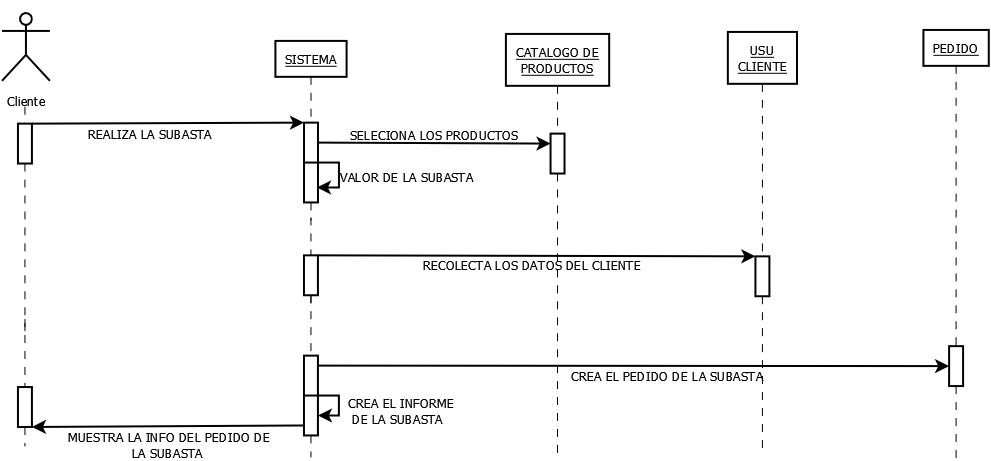 Cliente
SISTEMA
CATALOGO DE
PRODUCTOS
USU
CLIENTE
PEDIDO
REALIZA LA SUBASTA
SELECIONA LOS PRODUCTOS
VALOR DE LA SUBASTA
RECOLECTA LOS DATOS DEL CLIENTE
CREA EL PEDIDO DE LA SUBASTA
CREA EL INFORME
DE LA SUBASTA
MUESTRA LA INFO DEL PEDIDO DE
LA SUBASTA